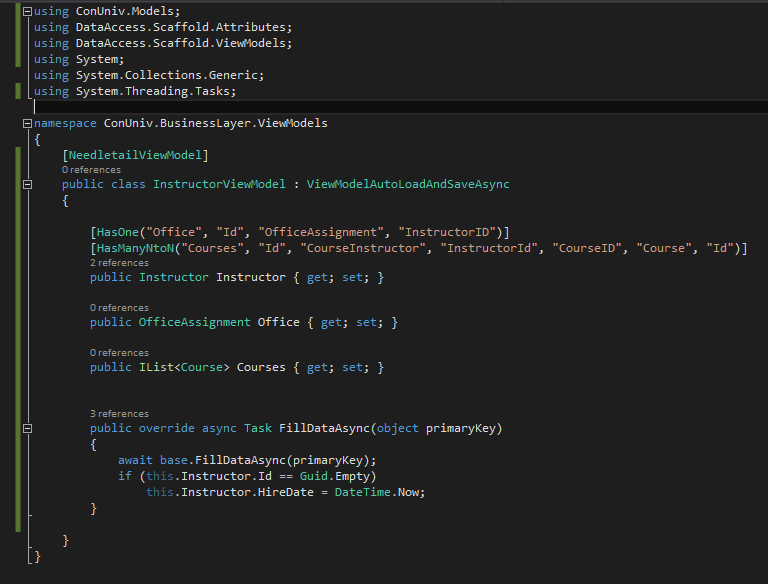 using ConUniv.Models;
using DataAccess.Scaffold.Attributes;
using DataAccess.Scaffold.ViewModels;
using System;
using System.Collections.Generic;
using System.Threading.Tasks;
namespace ConUniv.BusinessLayer.ViewModels
{
[NeedletailViewModel]
0 references
public class InstructorViewModel : ViewModelAutoLoadAndSaveAsync
{
[HasOne("Office", "Id", "OfficeAssignment", "InstructorID")]
[HasManyNtoN("Courses", "Id", "CourseInstructor", "InstructorId", "CourseID", "Course", "Id")]
2 references
public Instructor Instructor { get; set; }
0 references
public OfficeAssignment Office { get; set; }
0 references
public IList<Course> Courses { get; set; }
3 references
public override async Task FillDataAsync(object primaryKey)
{
await base.FillDataAsync(primaryKey);
if (this.Instructor.Id == Guid.Empty)
this.Instructor.HireDate = DateTime.Now;
}
}
}